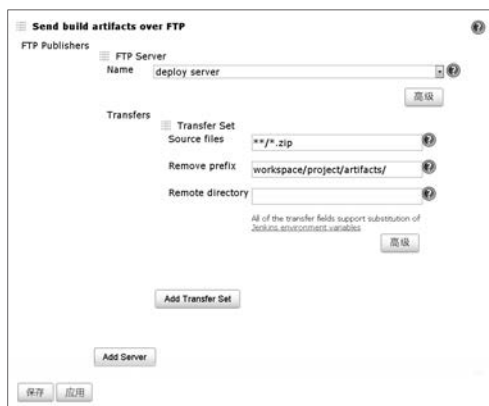 Send build artifacts over FTP
FTP Publishers
FTP Server
Name deploy server
高级
Transfers
Transfer Set
Source files **/*.zip
Remove prefix workspace/project/artifacts/
Remote directory
All of the transfer fields support substitution of
Jenkins environment variables
高级
Add Transfer Set
Add Server
保存 应用